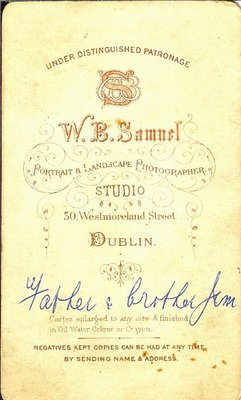 UNDER DISTINGUISHED PATRONAGE
W. B. Samuel
PORTRAIT & LANDSCAPE PHOTOGRAPHER
STUDIO
30, Westmoreland Street
DUBLIN.
Father & brother Jem
Cartes enlarged to any size & finished
in Oil Water Colour or Crayon.
NEGATIVES KEPT COPIES CAN BE HAD AT ANY TIME
BY SENDING NAME & ADDRESS.